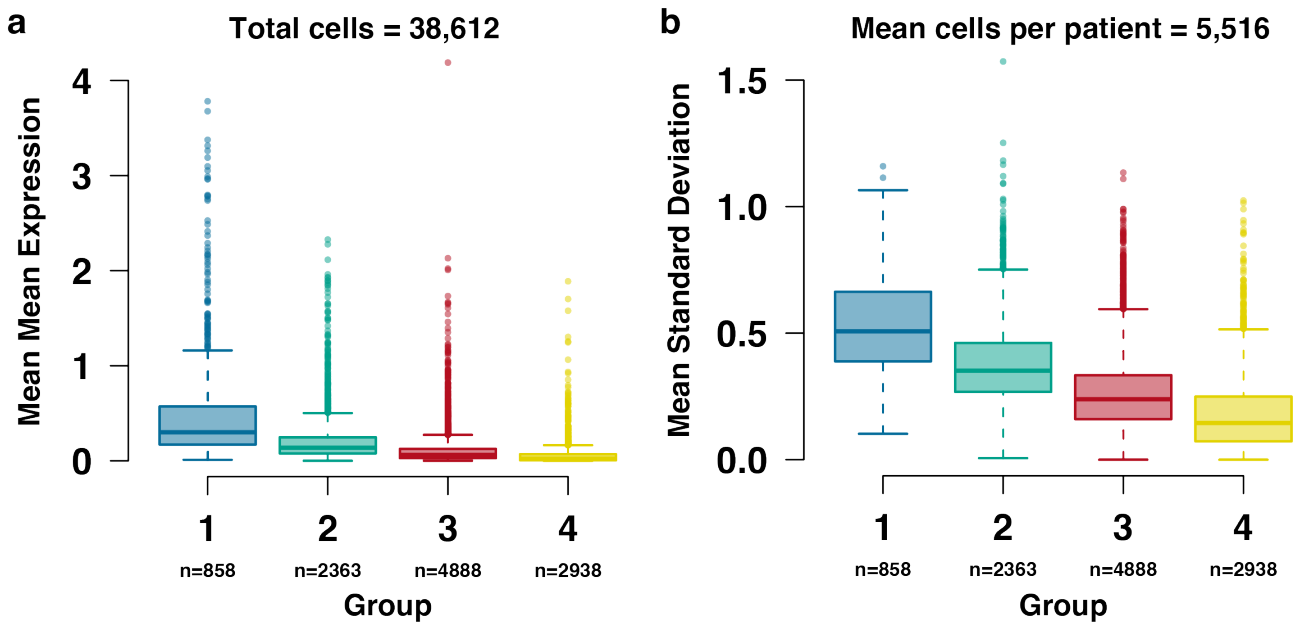 a
Total cells = 38,612
Mean Mean Expression
4
3
2
1
0
1 2 3 4
n=858 n=2363 n=4888 n=2938
Group
b
Mean cells per patient = 5,516
Mean Standard Deviation
1.5
1.0
0.5
0.0
1 2 3 4
n=858 n=2363 n=4888 n=2938
Group